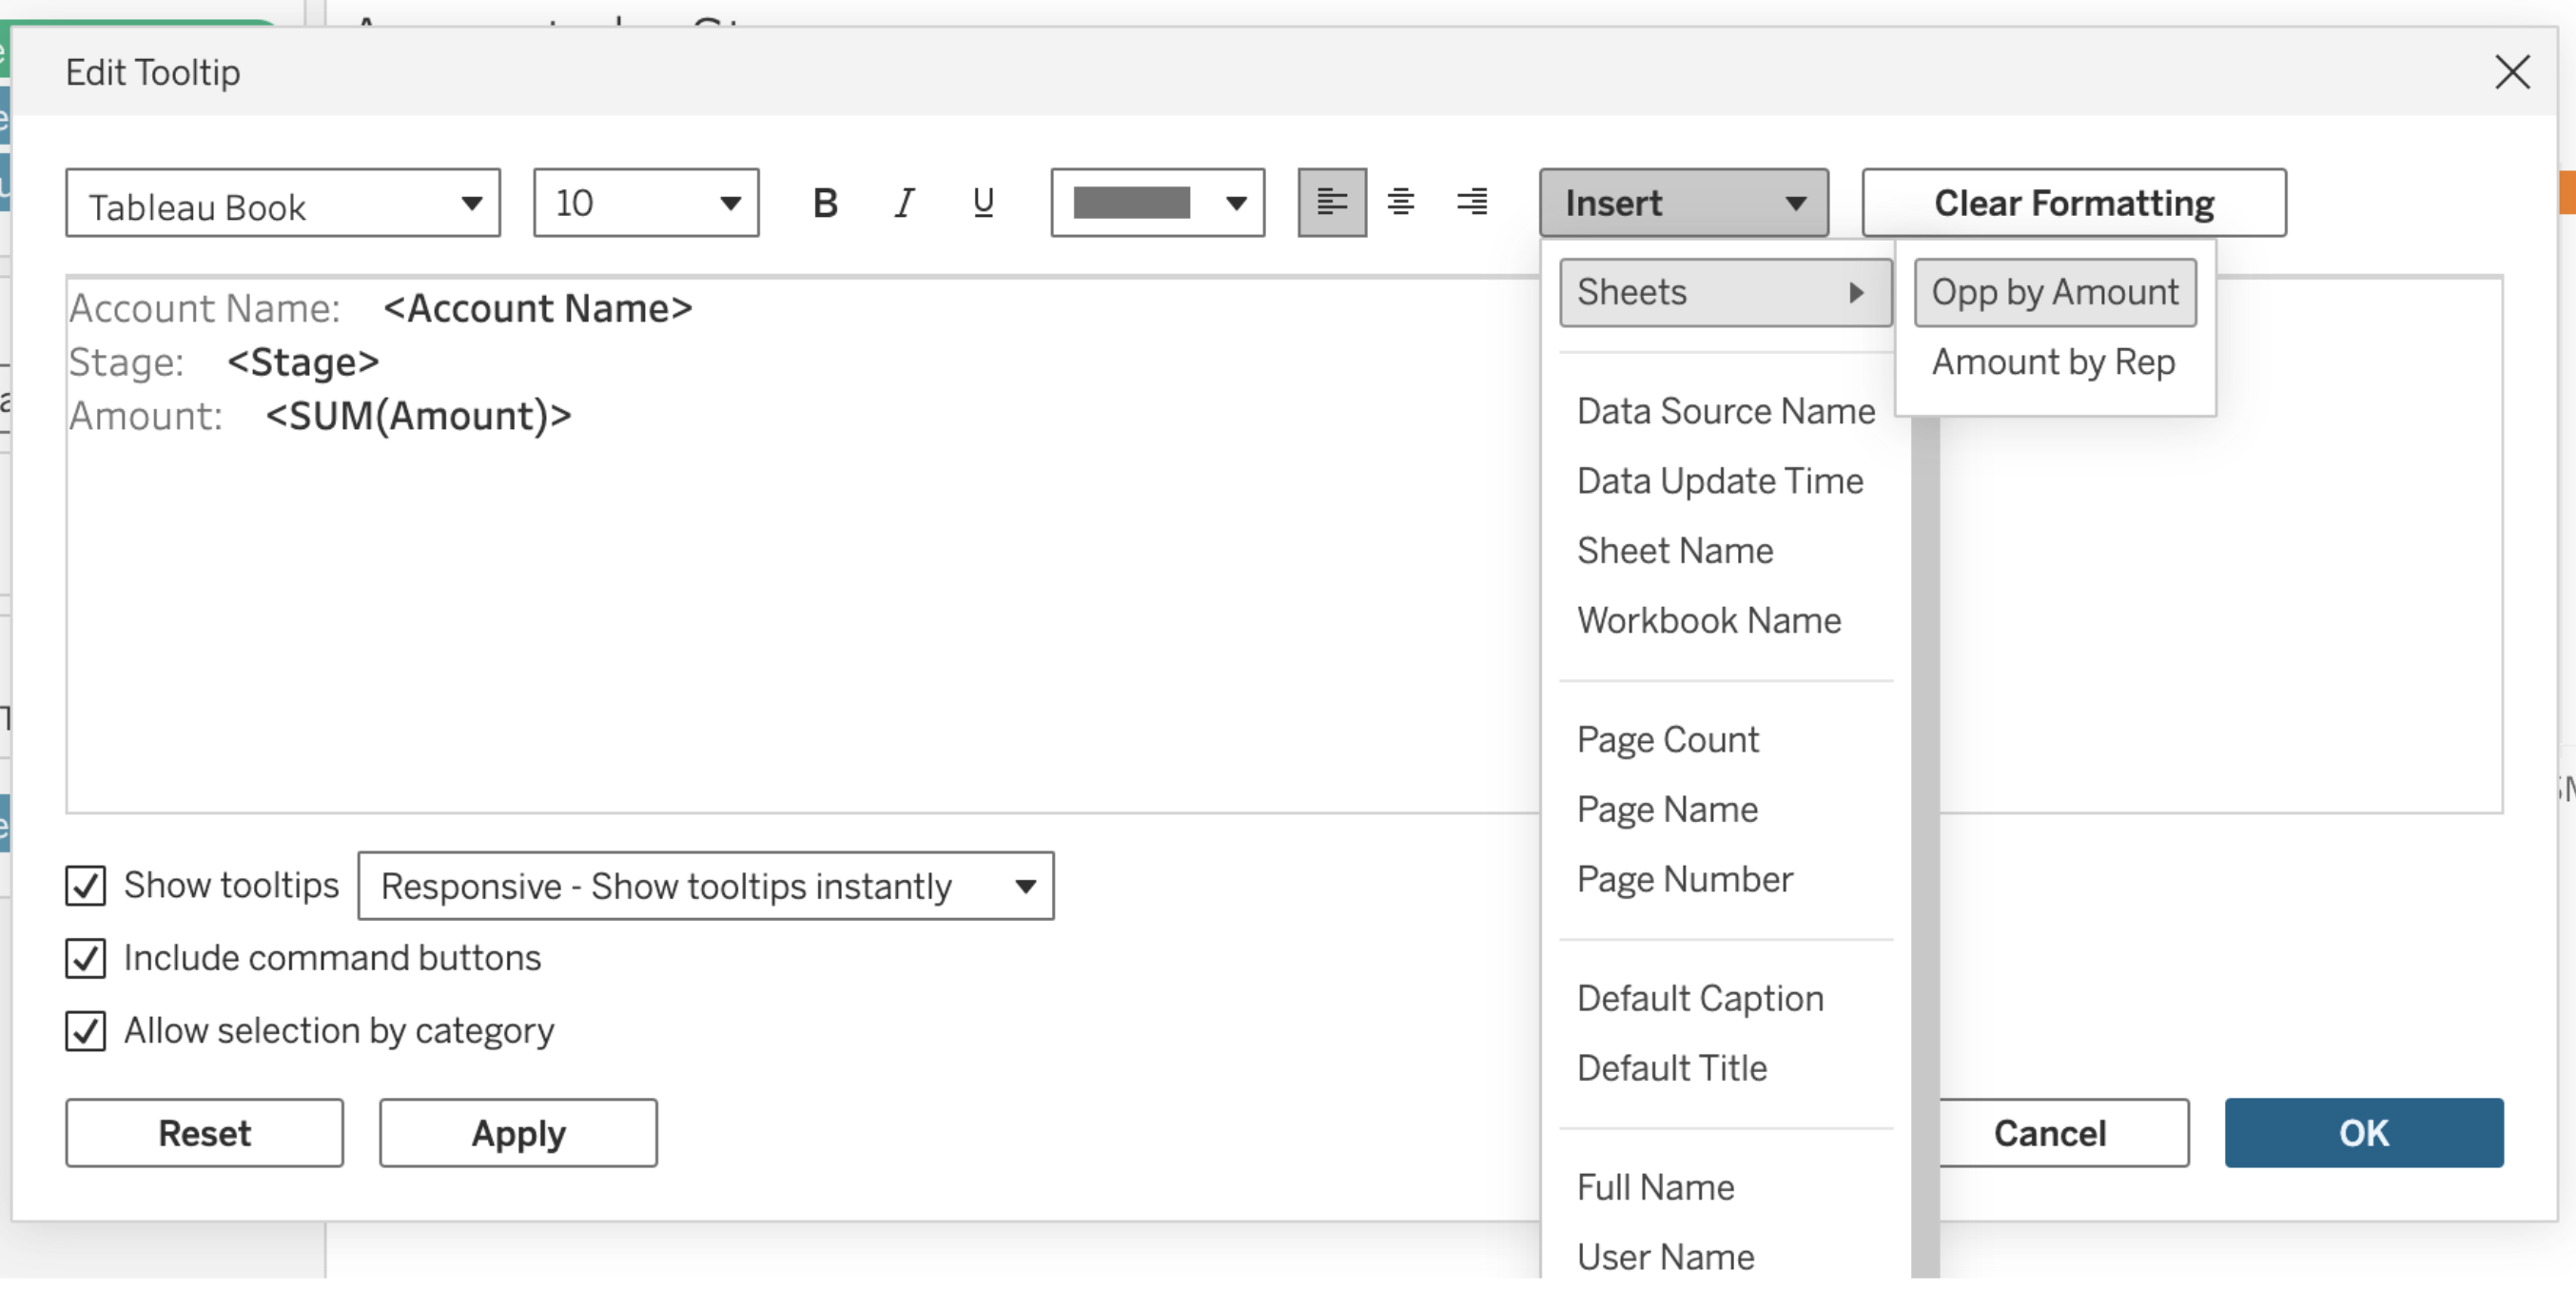 Edit Tooltip
Tableau Book 10 B I U Insert Clear Formatting
Account Name: <Account Name>
Stage: <Stage>
Amount: <SUM(Amount)>
Sheets
Opp by Amount
Amount by Rep
Data Source Name
Data Update Time
Sheet Name
Workbook Name
Page Count
Page Name
Page Number
Default Caption
Default Title
Full Name
User Name
Show tooltips Responsive - Show tooltips instantly
Include command buttons
Allow selection by category
Reset Apply Cancel OK